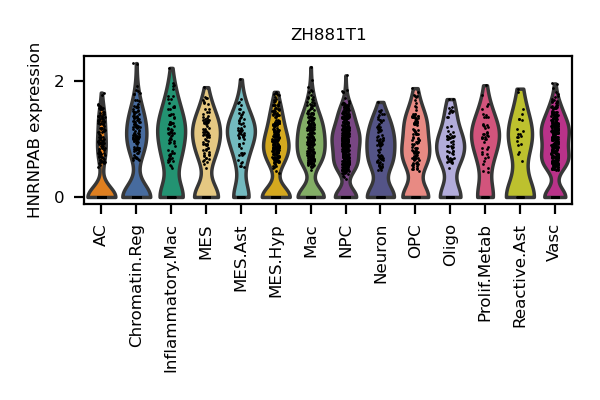 ZH881T1
HNRNPAB expression
2
0
AC
Chromatin.Reg
Inflammatory.Mac
MES
MES.Ast
MES.Hyp
Mac
NPC
Neuron
OPC
Oligo
Prolif.Metab
Reactive.Ast
Vasc